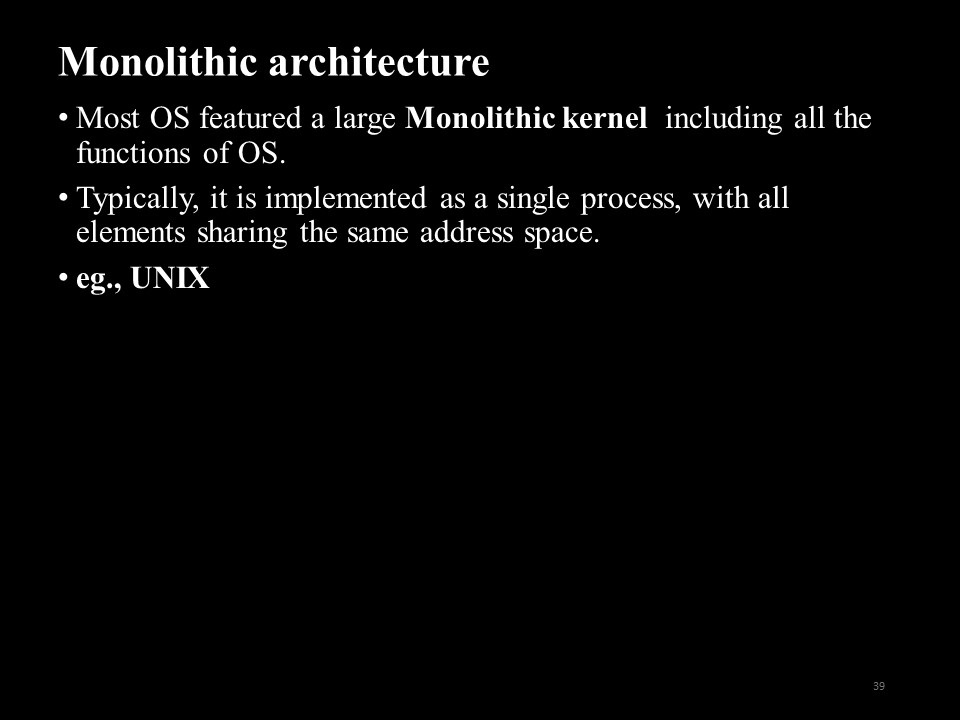 Monolithic architecture
• Most OS featured a large Monolithic kernel including all the
functions of OS.
• Typically, it is implemented as a single process, with all
elements sharing the same address space.
• eg., UNIX
39